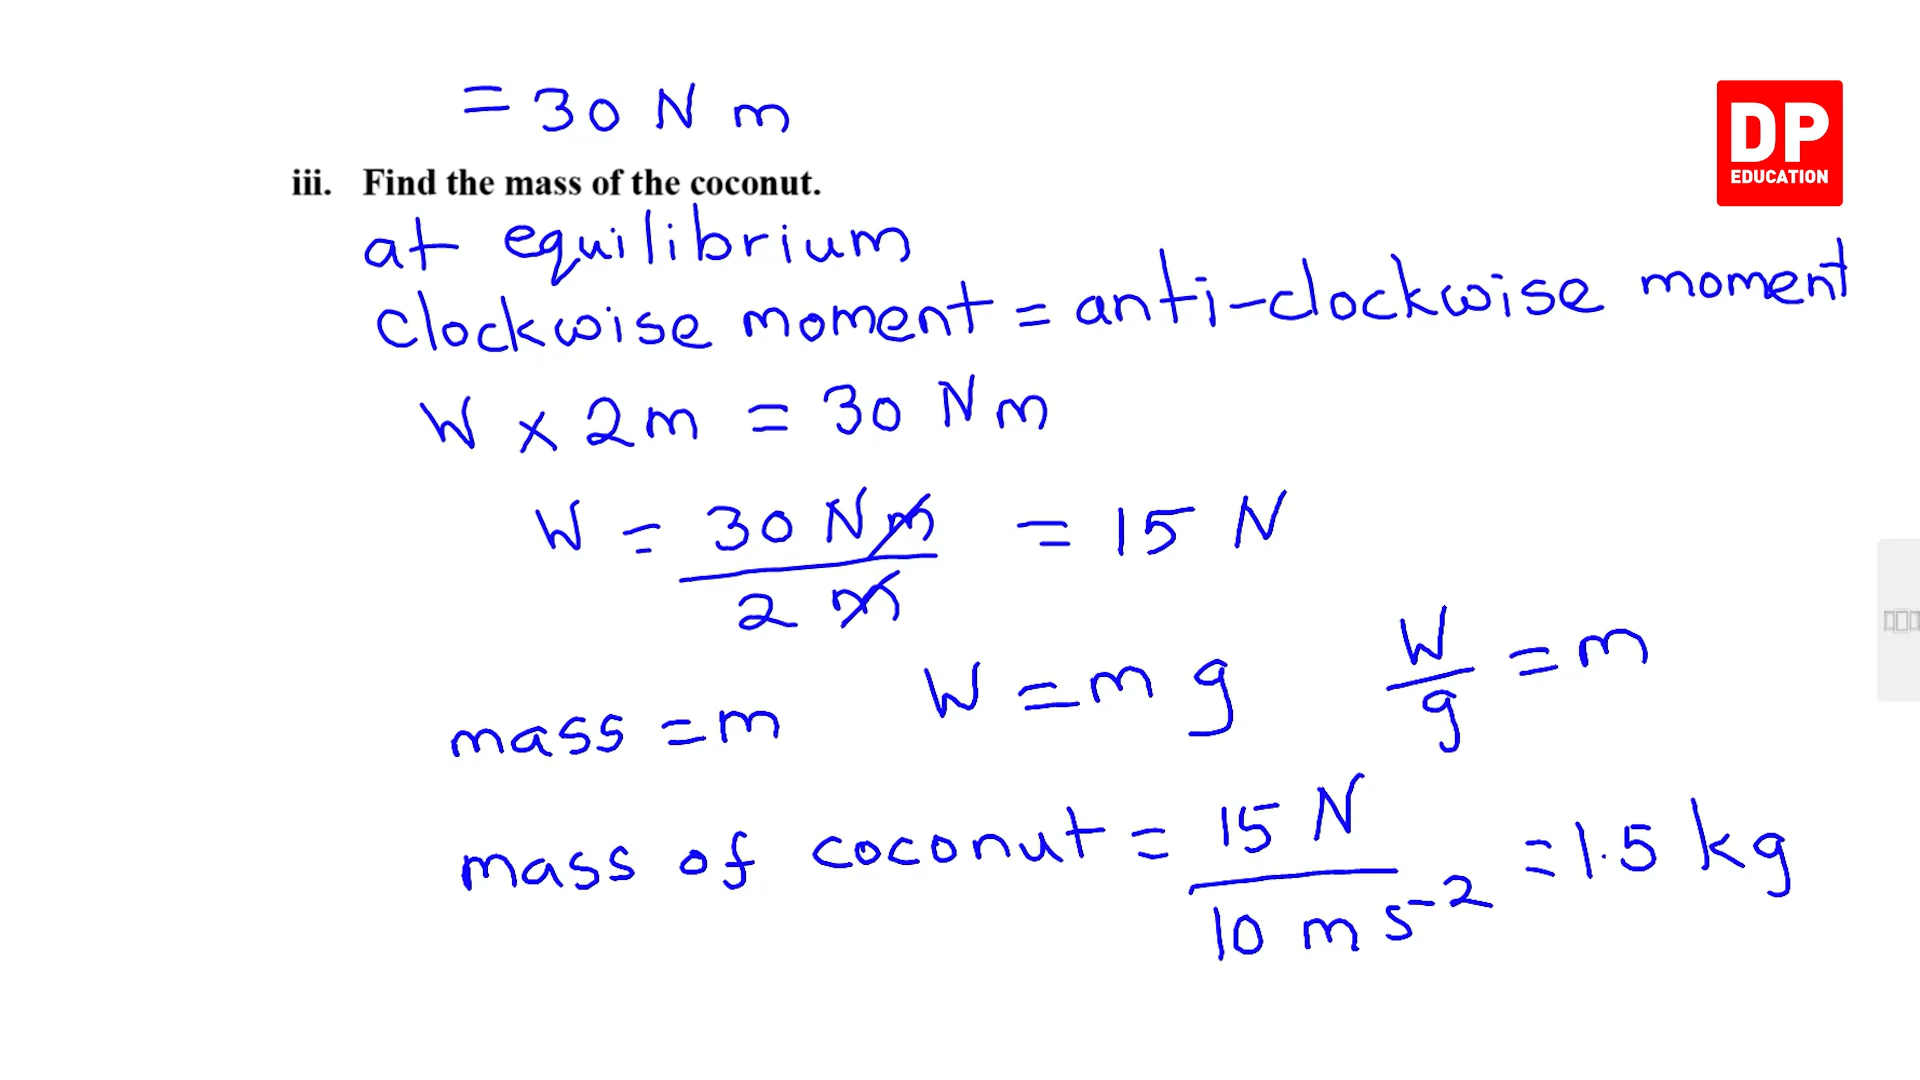 = 30 N m
DP
EDUCATION
iii. Find the mass of the coconut.
at equilibrium
clockwise moment = anti-clockwise moment
W x 2m = 30 N m
W = 30 N m / 2 m = 15 N
mass = m W = m g W/g = m
mass of coconut = 15 N / 10 m s⁻² = 1.5 kg